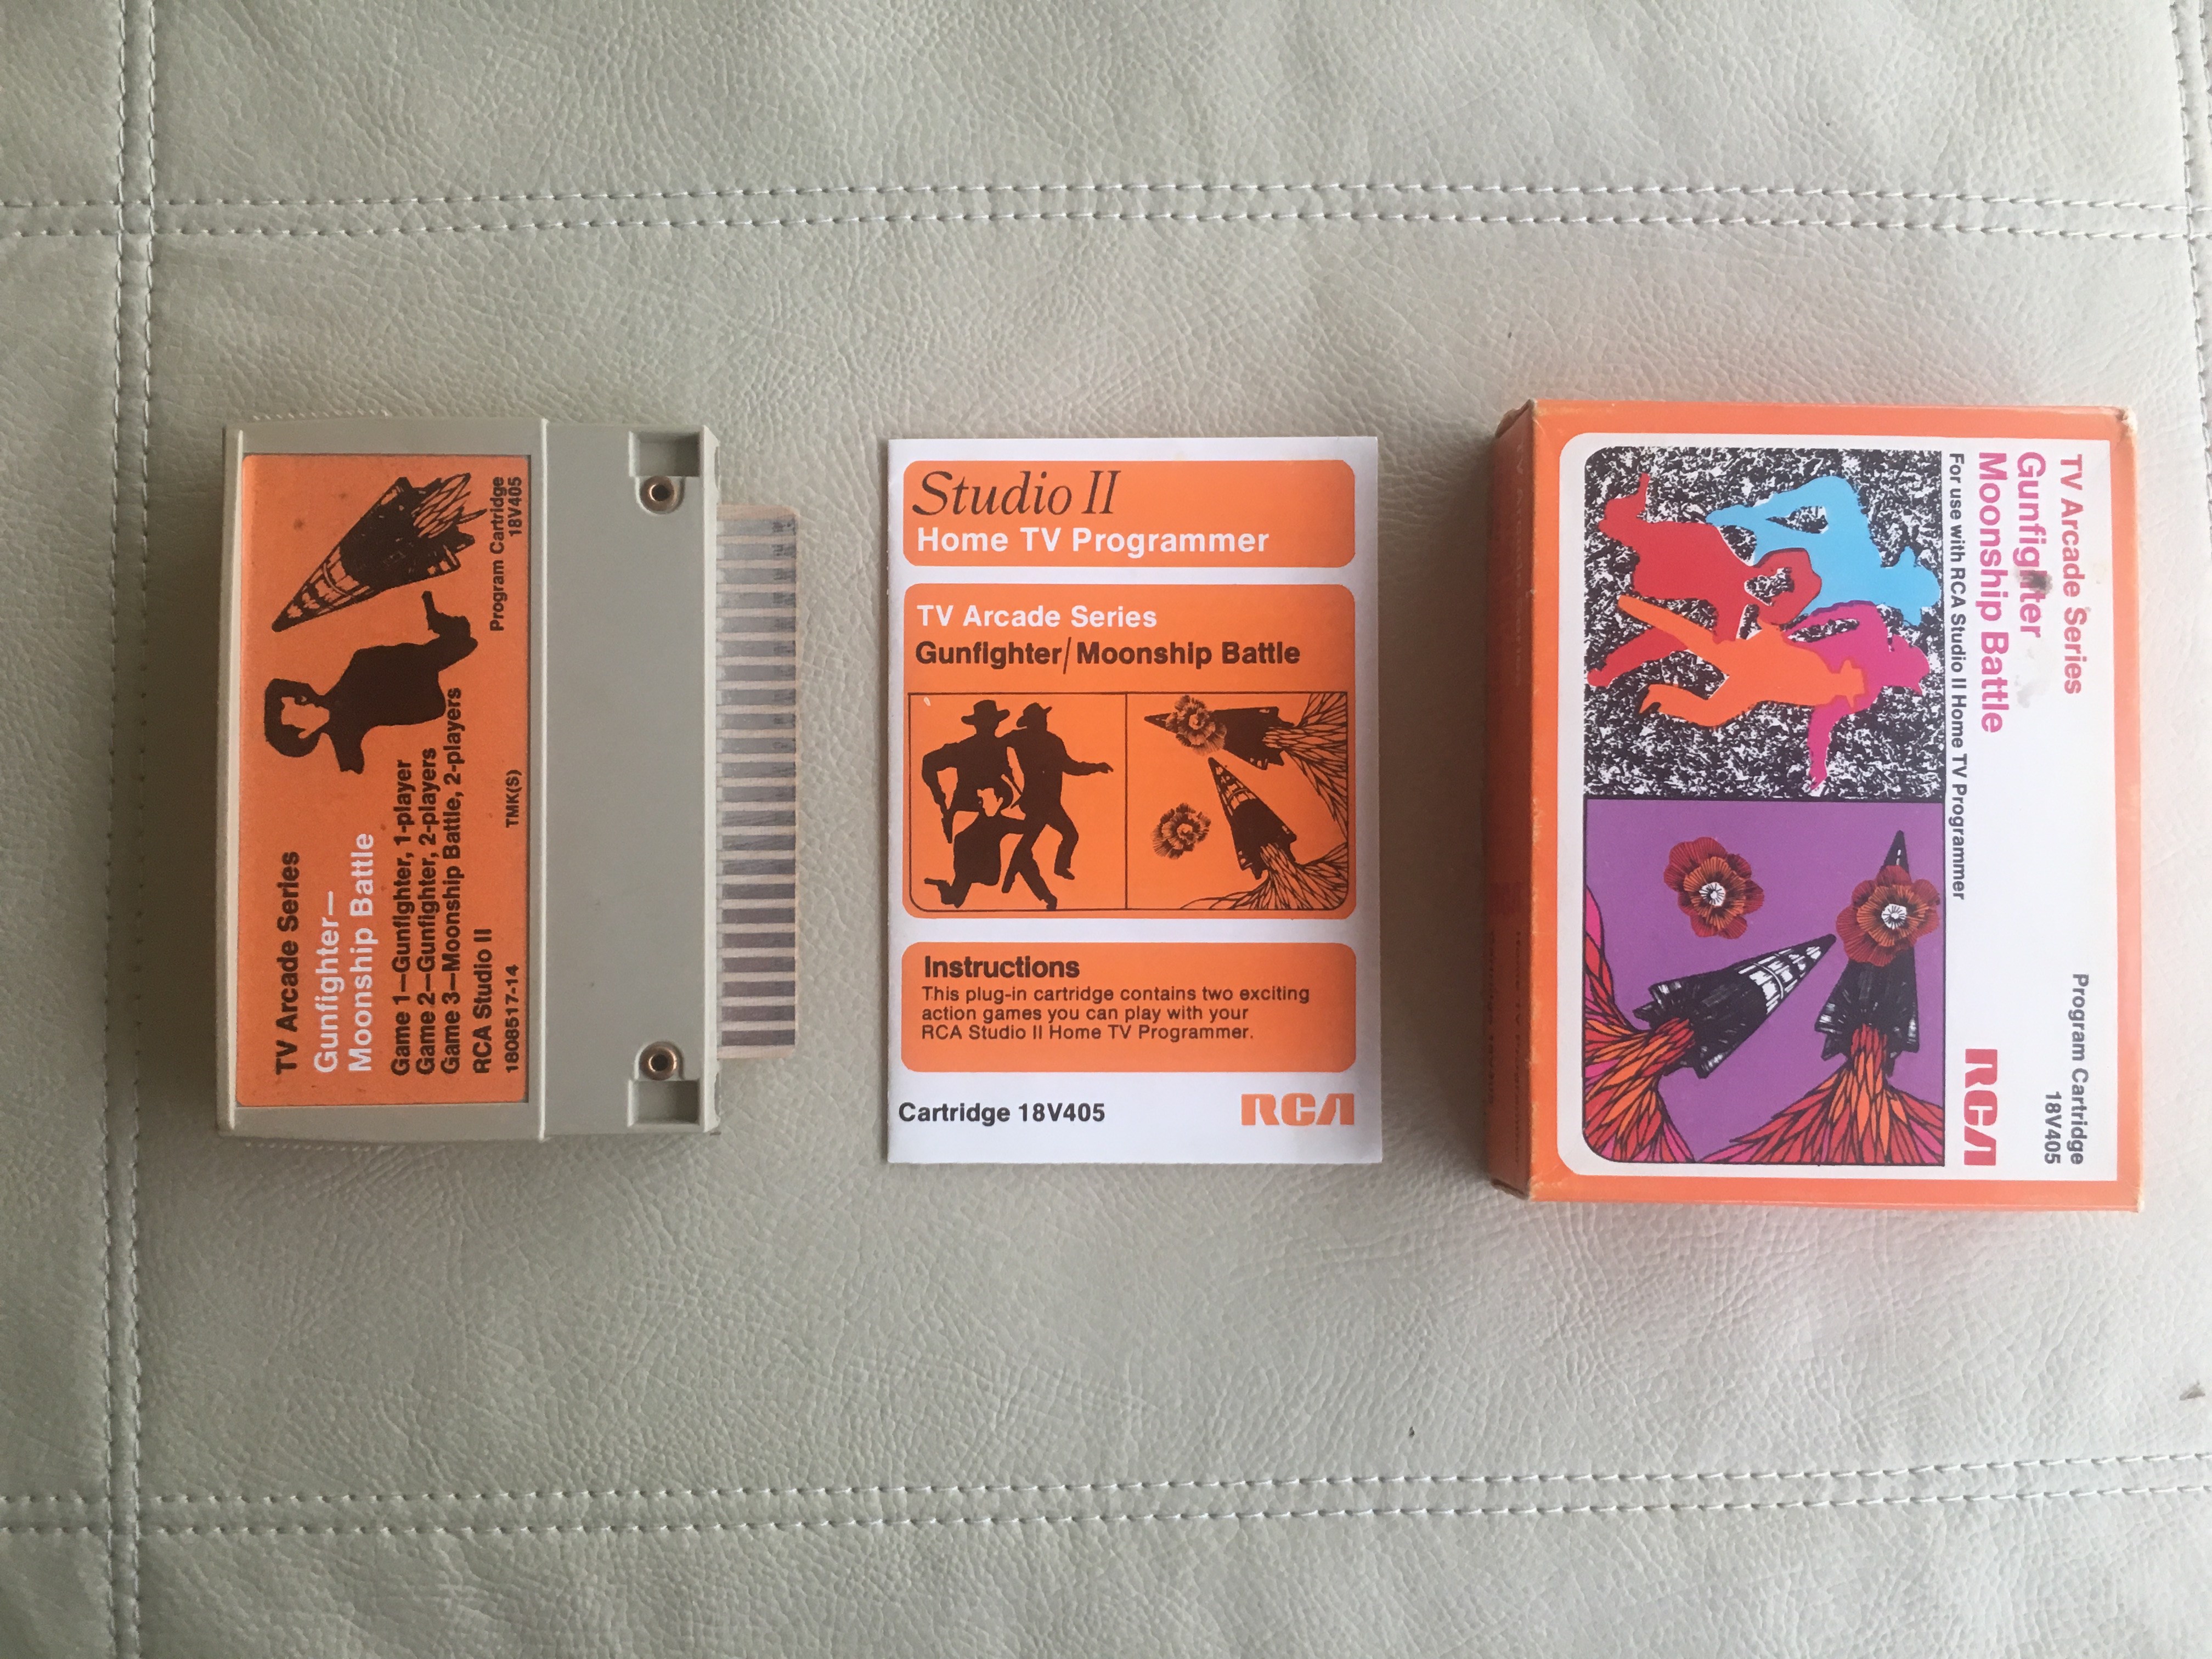 TV Arcade Series
Gunfighter—
Moonship Battle
Game 1—Gunfighter, 1-player
Game 2—Gunfighter, 2-players
Game 3—Moonship Battle, 2-players
RCA Studio II
1808517-14
TMK(S)
Program Cartridge
18V405
Studio II
Home TV Programmer
TV Arcade Series
Gunfighter/Moonship Battle
Instructions
This plug-in cartridge contains two exciting
action games you can play with your
RCA Studio II Home TV Programmer.
Cartridge 18V405
RCA
TV Arcade Series
Gunfighter
Moonship Battle
For use with RCA Studio II Home TV Programmer
Program Cartridge
18V405
RCA